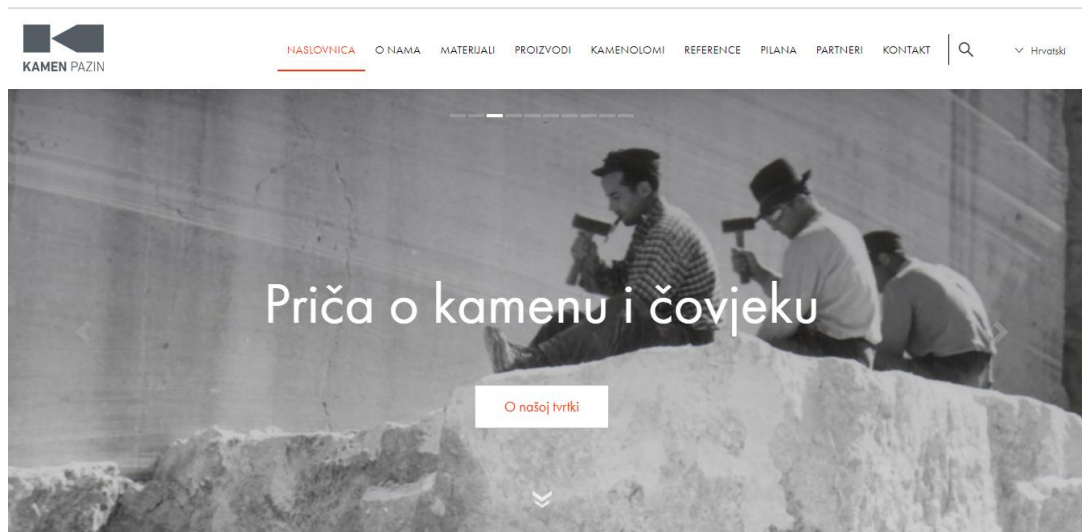 KAMEN PAZIN
NASLOVNICA O NAMA MATERIJALI PROIZVODI KAMENOLOMI REFERENCE PILANA PARTNERI KONTAKT Hrvatski
Priča o kamenu i čovjeku
O našoj tvrtki